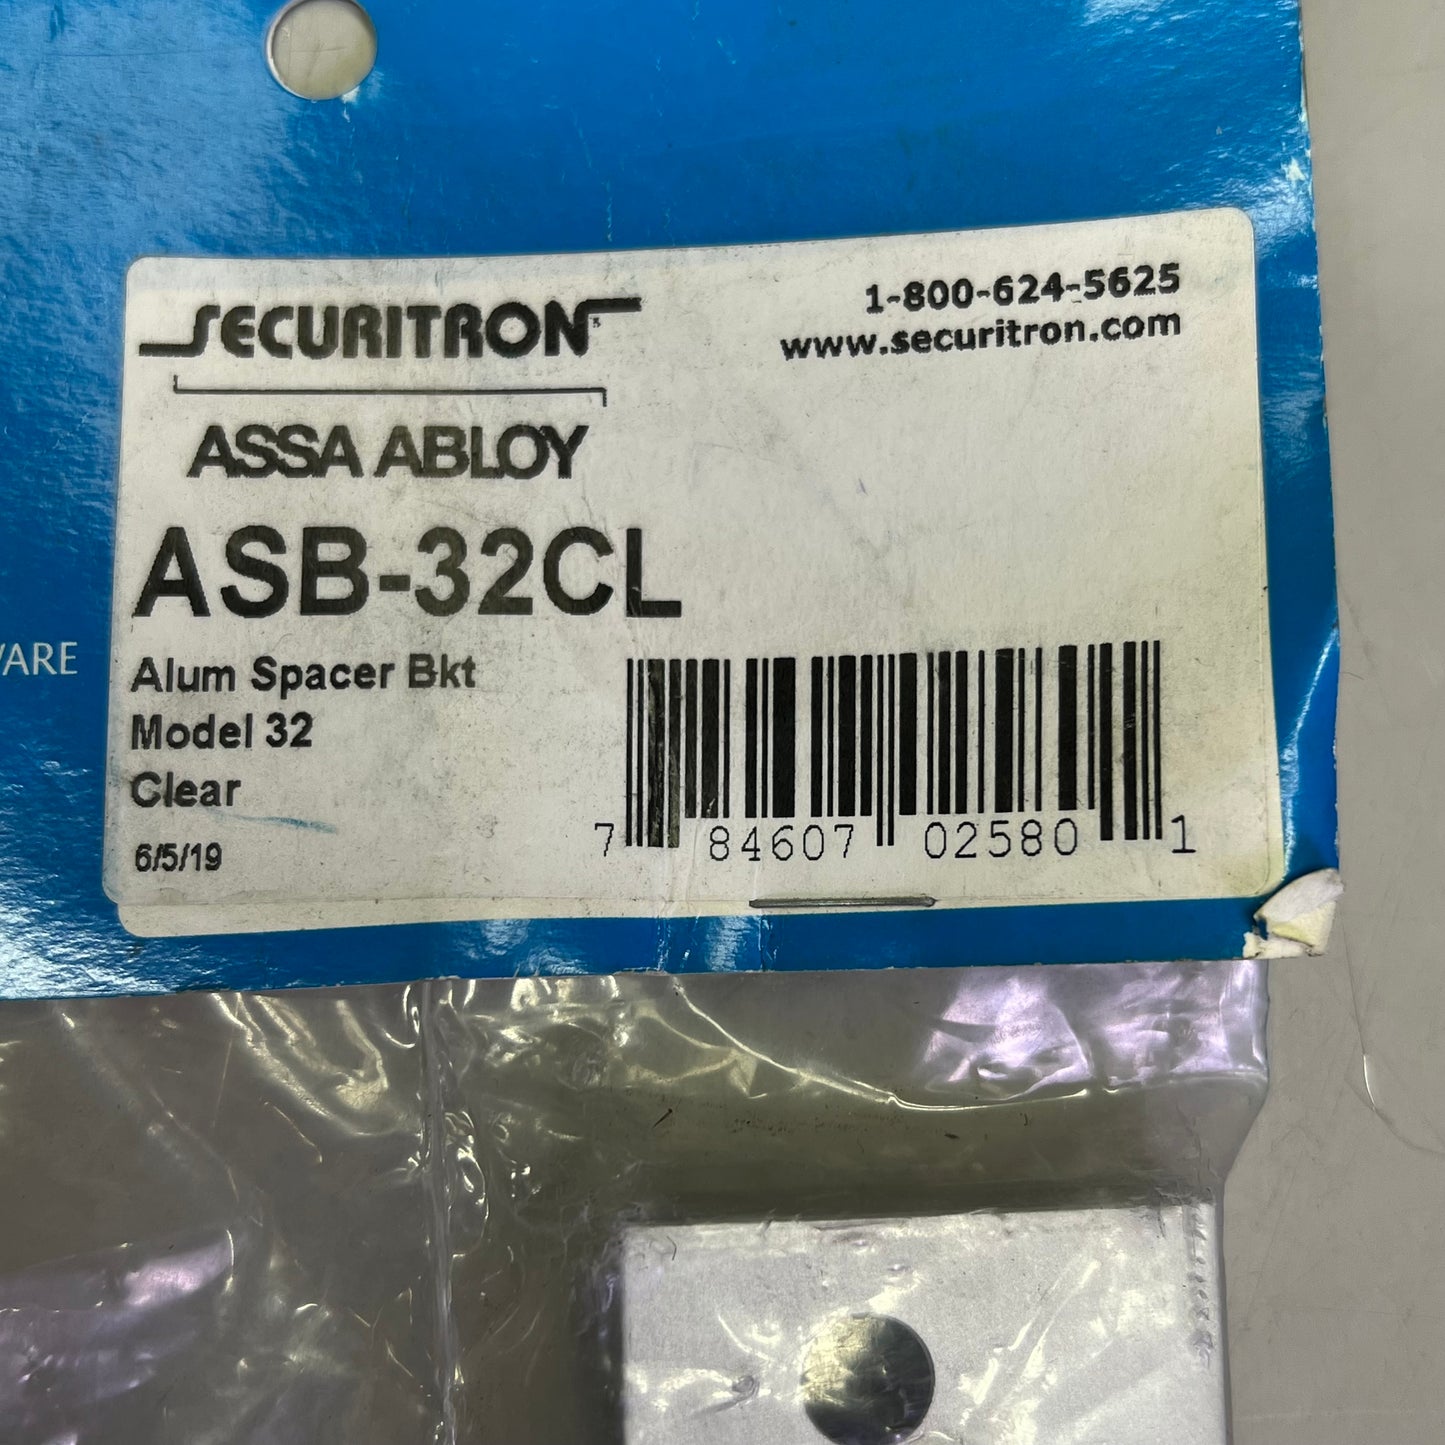 SECURITRON
1-800-624-5625
www.securitron.com
ASSA ABLOY
ASB-32CL
Alum Spacer Bkt
Model 32
Clear
6/5/19
7 84607 02580 1